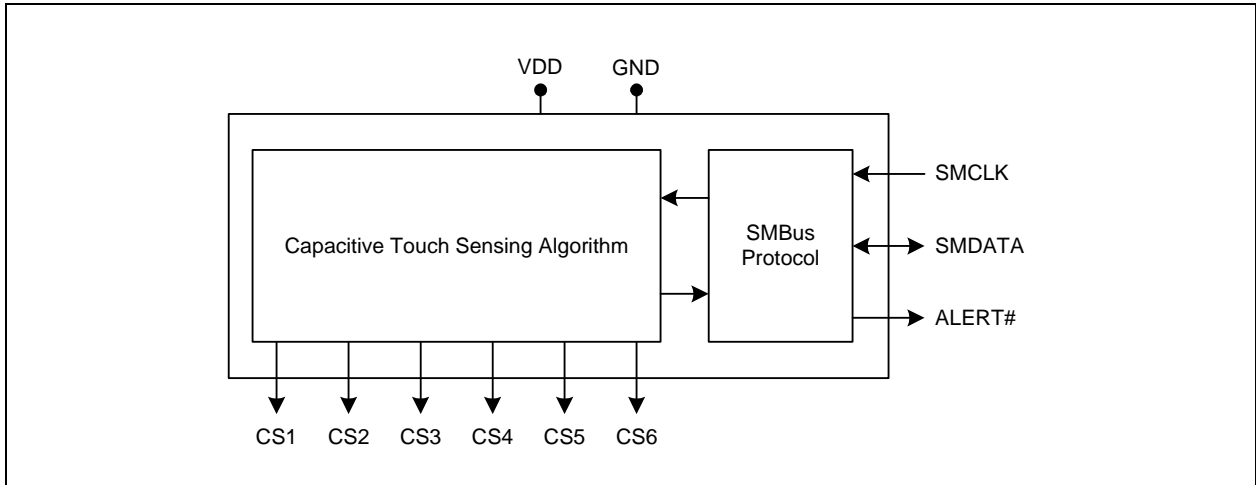 VDD GND
Capacitive Touch Sensing Algorithm
SMBus
Protocol
SMCLK
SMDATA
ALERT#
CS1 CS2 CS3 CS4 CS5 CS6